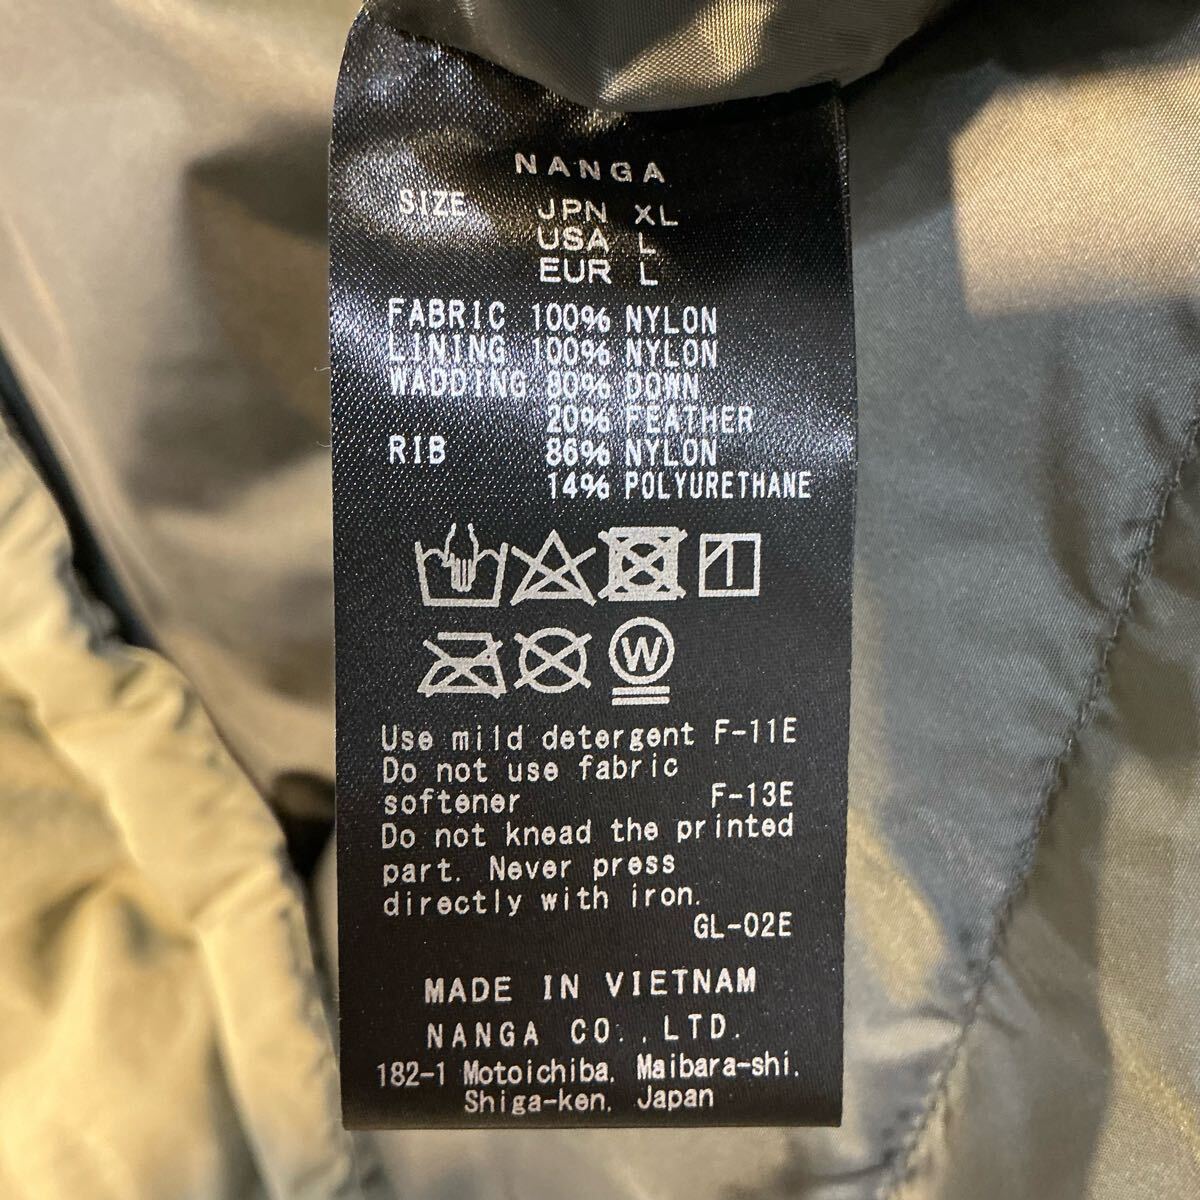 NANGA
SIZE JPN XL
USA L
EUR L
FABRIC 100% NYLON
LINING 100% NYLON
WADDING 80% DOWN
20% FEATHER
RIB 86% NYLON
14% POLYURETHANE
W
Use mild detergent F-11E
Do not use fabric
softener F-13E
Do not knead the printed
part. Never press
directly with iron.
GL-02E
MADE IN VIETNAM
NANGA CO.,LTD.
182-1 Motoichiba, Maibara-shi,
Shiga-ken, Japan